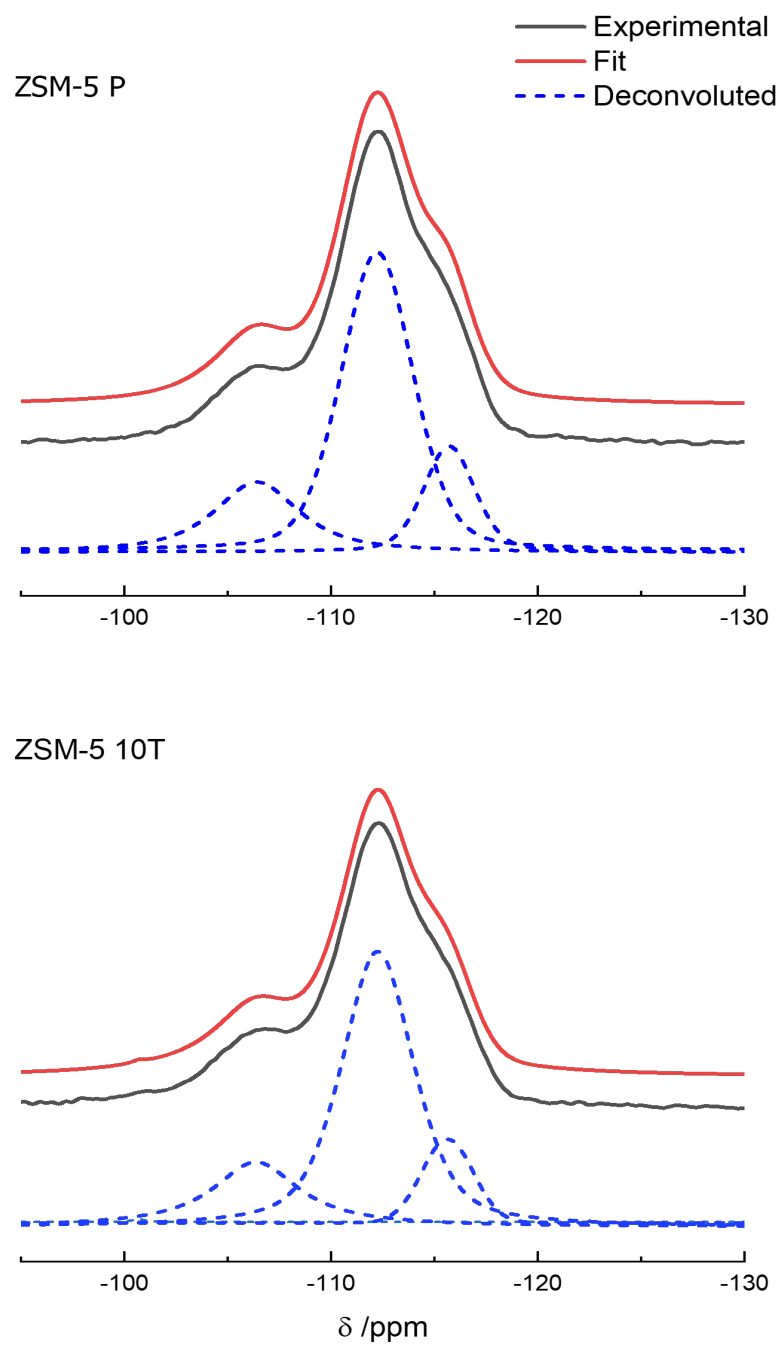 Experimental
Fit
Deconvoluted
ZSM-5 P
-100 -110 -120 -130
ZSM-5 10T
-100 -110 -120 -130
δ /ppm